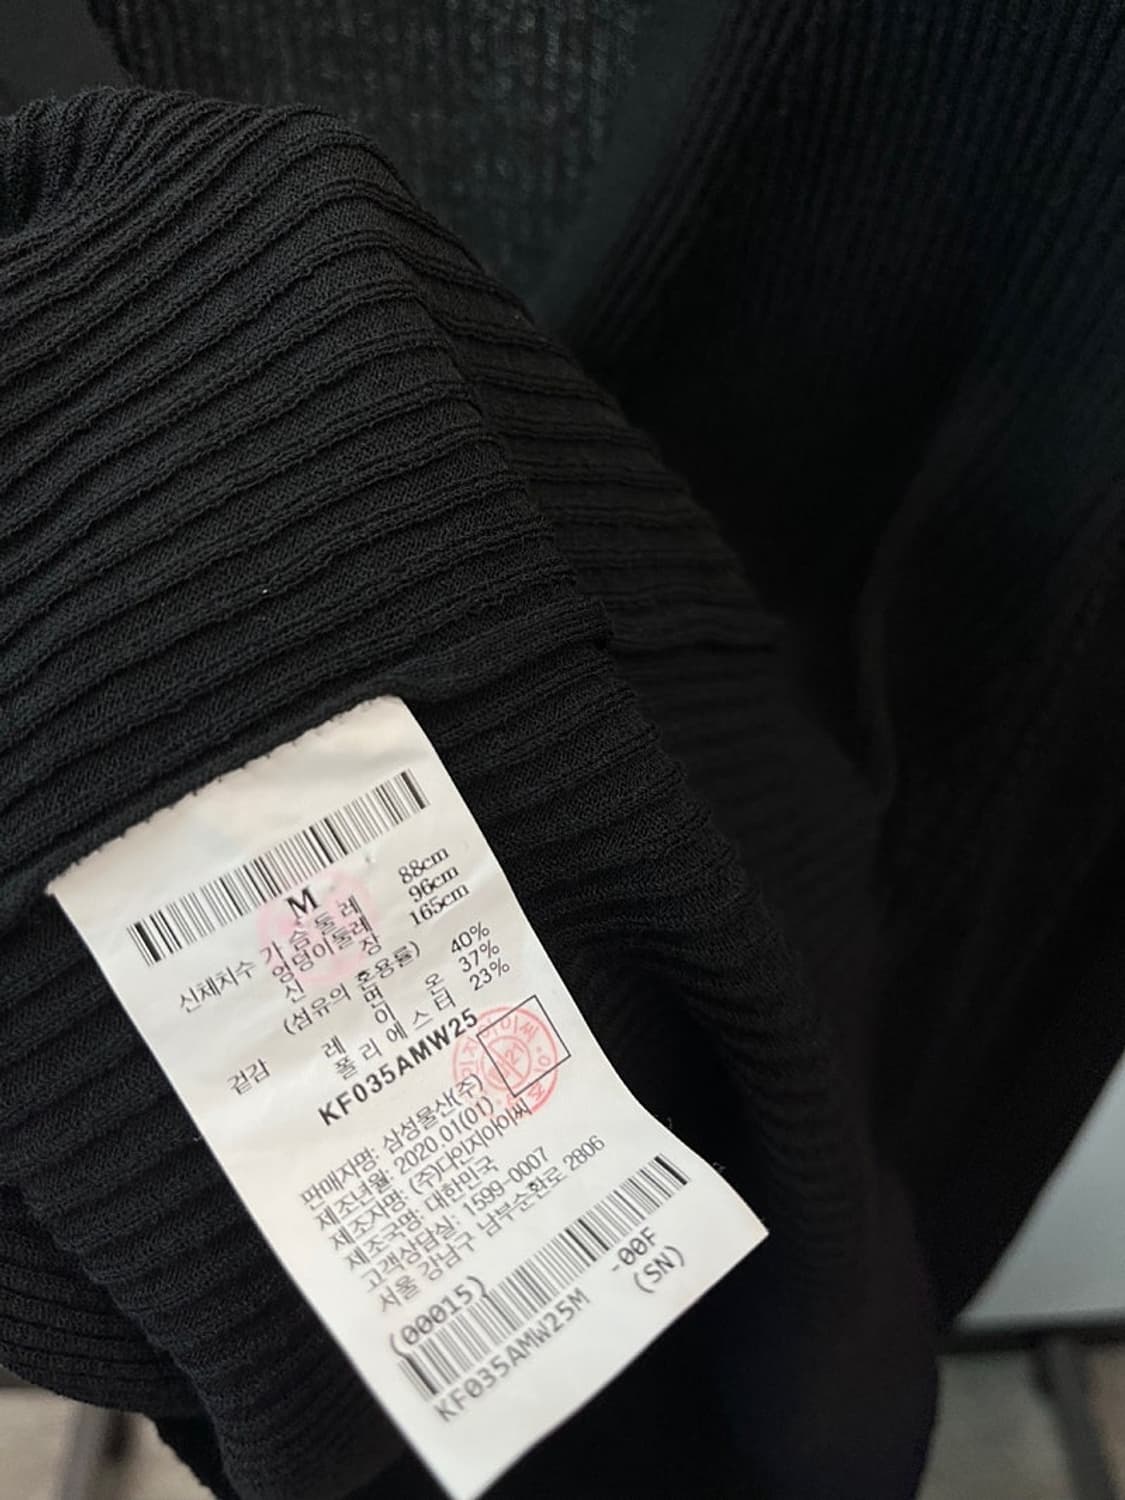 M
신체치수 가슴둘레 88cm
엉덩이둘레 96cm
신 장 165cm
(섬유의 혼용률)
겉감 면 40%
레 이 온 37%
폴리에스터 23%
KF035AMW25
판매자명: 삼성물산(주)
제조년월: 2020.01(01)
제조자명: (주)다인지아이씨
제조국명: 대한민국
고객상담실: 1599-0007
서울 강남구 남부순환로 2806
(00015)
-00F
KF035AMW25M (SN)